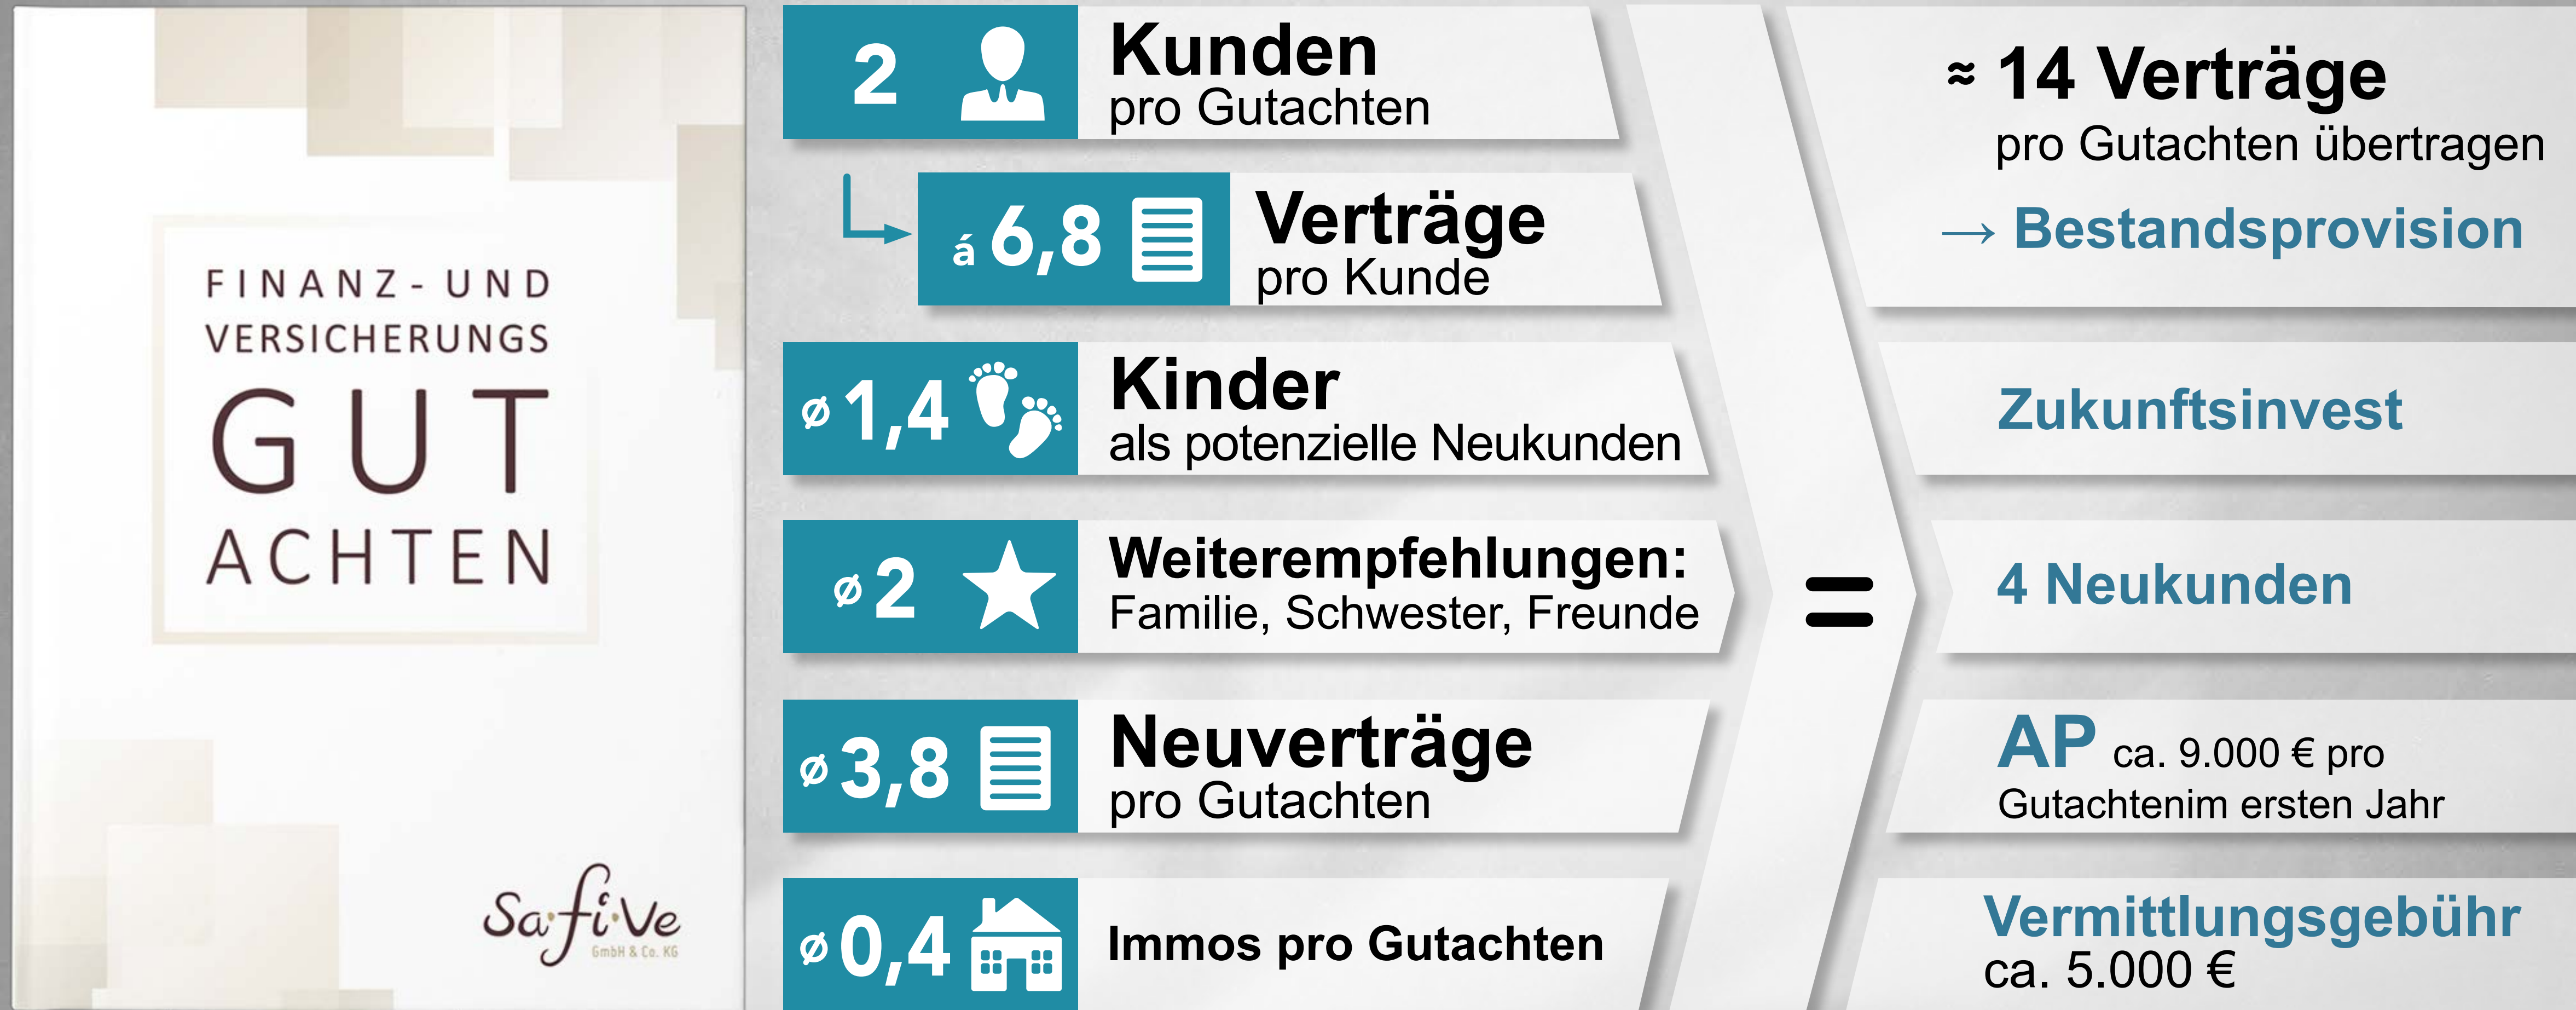 FINANZ- UND
VERSICHERUNGS
GUT
ACHTEN
Sa·fi·Ve
GmbH & Co. KG
2
Kunden
pro Gutachten
á 6,8
Verträge
pro Kunde
ø 1,4
Kinder
als potenzielle Neukunden
ø 2
Weiterempfehlungen:
Familie, Schwester, Freunde
ø 3,8
Neuverträge
pro Gutachten
ø 0,4
Immos pro Gutachten
=
≈ 14 Verträge
pro Gutachten übertragen
→ Bestandsprovision
Zukunftsinvest
4 Neukunden
AP ca. 9.000 € pro
Gutachtenim ersten Jahr
Vermittlungsgebühr
ca. 5.000 €